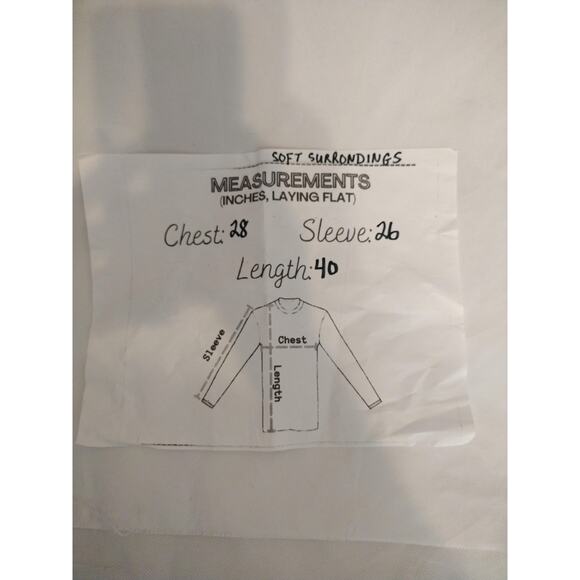 SOFT SURRONDINGS
MEASUREMENTS
(INCHES, LAYING FLAT)
Chest: 28 Sleeve: 26
Length: 40
Sleeve
Chest
Length